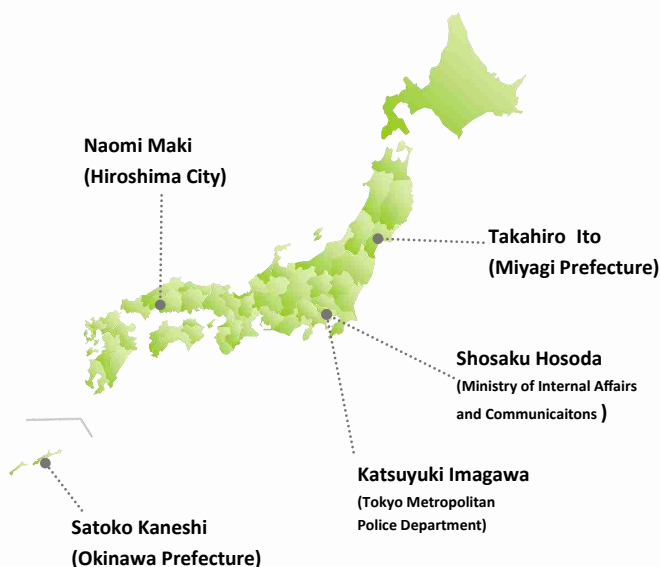 Naomi Maki
(Hiroshima City)
Takahiro Ito
(Miyagi Prefecture)
Shosaku Hosoda
(Ministry of Internal Affairs
and Communicaitons )
Katsuyuki Imagawa
(Tokyo Metropolitan
Police Department)
Satoko Kaneshi
(Okinawa Prefecture)